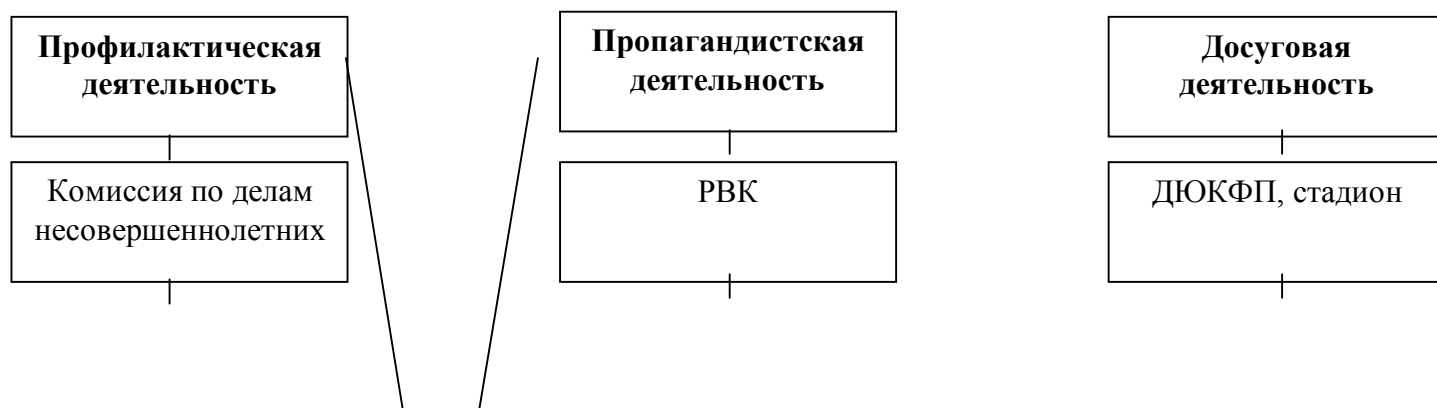 Профилактическая
деятельность
Пропагандистская
деятельность
Досуговая
деятельность
Комиссия по делам
несовершеннолетних
РВК
ДЮКФП, стадион